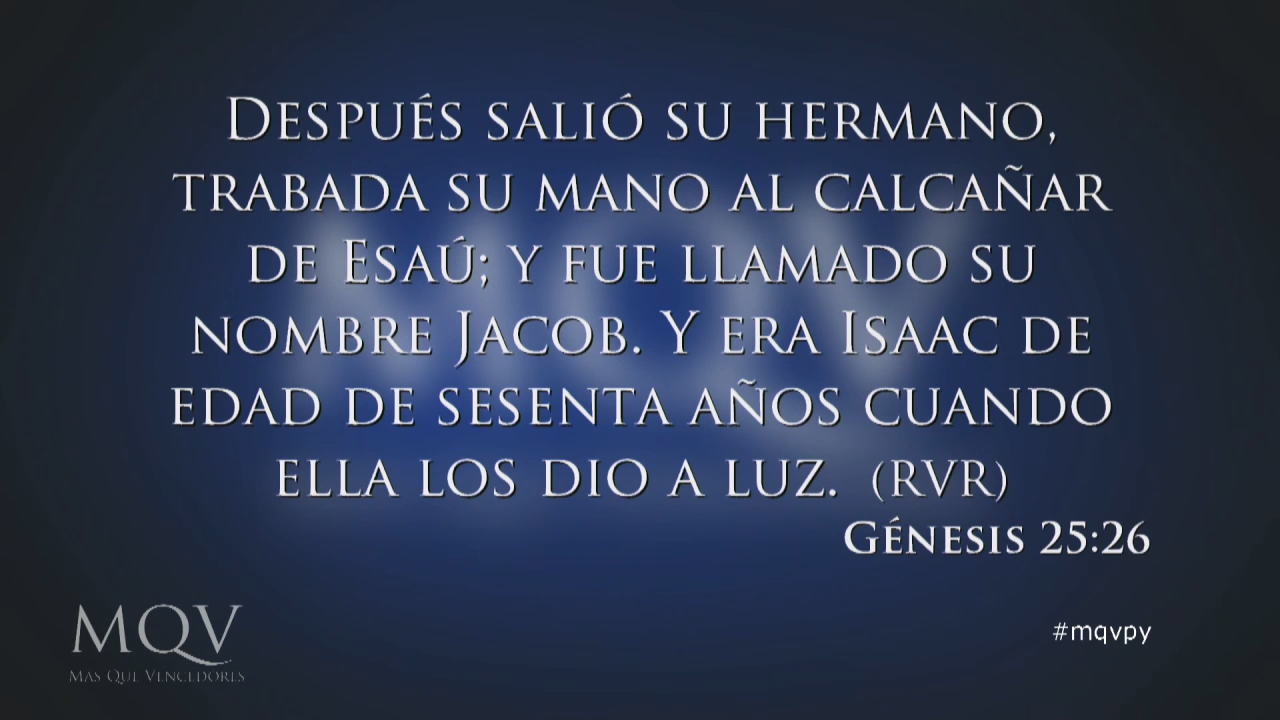 Después salió su hermano,
trabada su mano al calcañar
de Esaú; y fue llamado su
nombre Jacob. Y era Isaac de
edad de sesenta años cuando
ella los dio a luz. (RVR)
Génesis 25:26
MQV
Mas Que Vencedores
#mqvpy